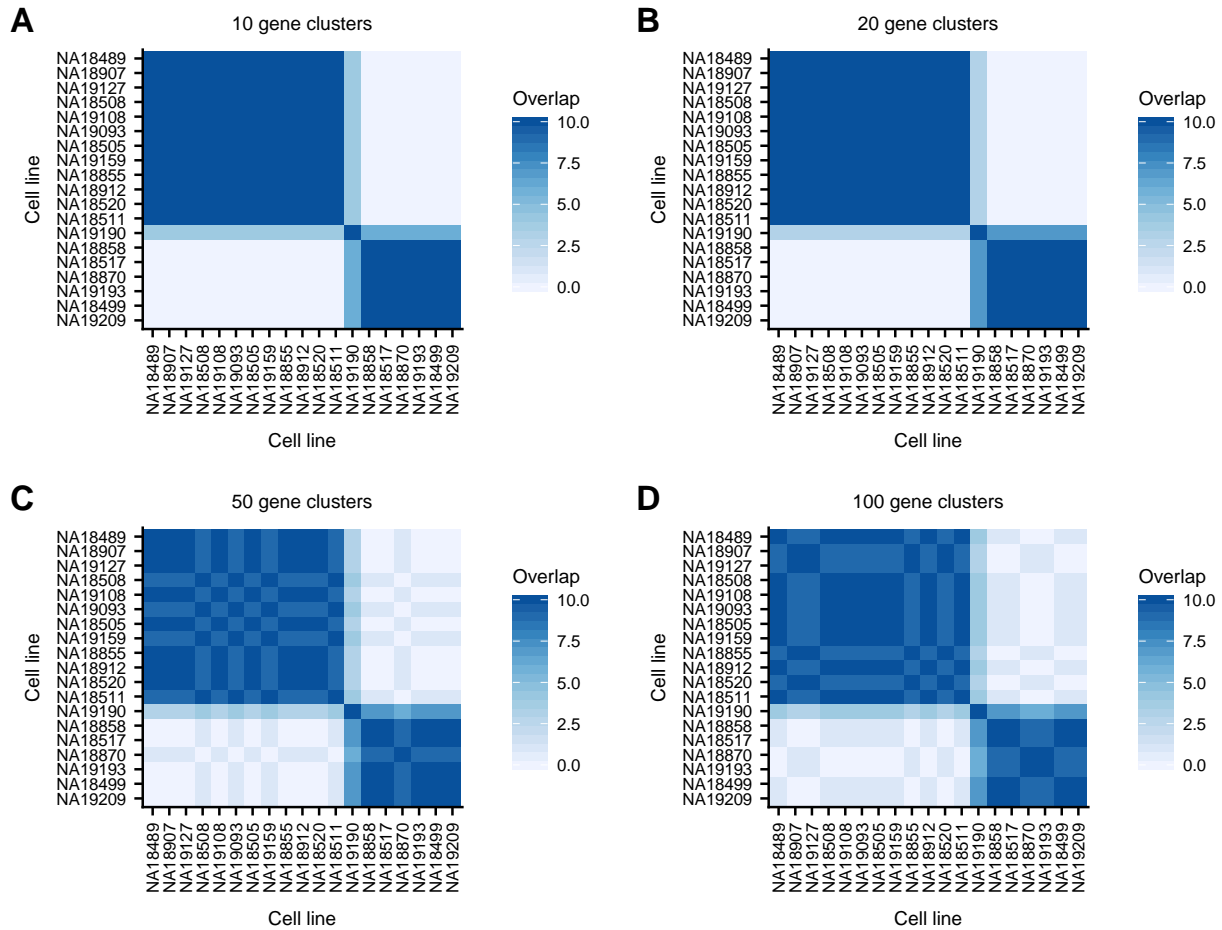 A
10 gene clusters
NA18489
NA18907
NA19127
NA18508
NA19108
NA19093
NA18505
NA19159
NA18855
NA18912
NA18520
NA18511
NA19190
NA18858
NA18517
NA18870
NA19193
NA18499
NA19209
Cell line
NA18489
NA18907
NA19127
NA18508
NA19108
NA19093
NA18505
NA19159
NA18855
NA18912
NA18520
NA18511
NA19190
NA18858
NA18517
NA18870
NA19193
NA18499
NA19209
Cell line
Overlap
10.0
7.5
5.0
2.5
0.0
B
20 gene clusters
NA18489
NA18907
NA19127
NA18508
NA19108
NA19093
NA18505
NA19159
NA18855
NA18912
NA18520
NA18511
NA19190
NA18858
NA18517
NA18870
NA19193
NA18499
NA19209
Cell line
NA18489
NA18907
NA19127
NA18508
NA19108
NA19093
NA18505
NA19159
NA18855
NA18912
NA18520
NA18511
NA19190
NA18858
NA18517
NA18870
NA19193
NA18499
NA19209
Cell line
Overlap
10.0
7.5
5.0
2.5
0.0
C
50 gene clusters
NA18489
NA18907
NA19127
NA18508
NA19108
NA19093
NA18505
NA19159
NA18855
NA18912
NA18520
NA18511
NA19190
NA18858
NA18517
NA18870
NA19193
NA18499
NA19209
Cell line
NA18489
NA18907
NA19127
NA18508
NA19108
NA19093
NA18505
NA19159
NA18855
NA18912
NA18520
NA18511
NA19190
NA18858
NA18517
NA18870
NA19193
NA18499
NA19209
Cell line
Overlap
10.0
7.5
5.0
2.5
0.0
D
100 gene clusters
NA18489
NA18907
NA19127
NA18508
NA19108
NA19093
NA18505
NA19159
NA18855
NA18912
NA18520
NA18511
NA19190
NA18858
NA18517
NA18870
NA19193
NA18499
NA19209
Cell line
NA18489
NA18907
NA19127
NA18508
NA19108
NA19093
NA18505
NA19159
NA18855
NA18912
NA18520
NA18511
NA19190
NA18858
NA18517
NA18870
NA19193
NA18499
NA19209
Cell line
Overlap
10.0
7.5
5.0
2.5
0.0